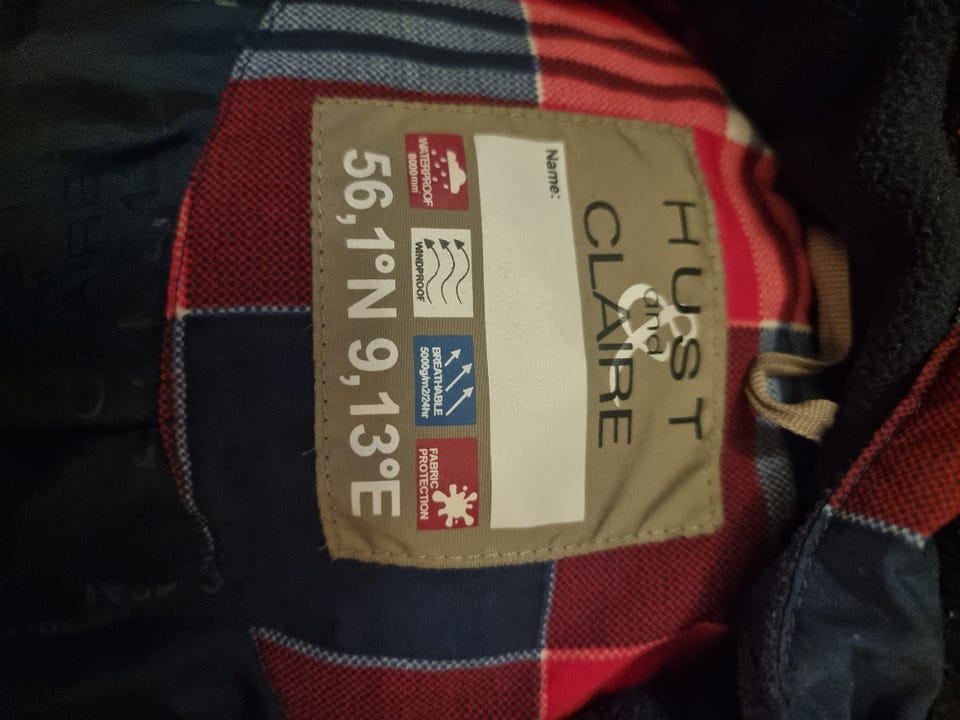 HUST
and
CLAIRE
Name:
WATERPROOF
8000mm
WINDPROOF
BREATHABLE
5000g/m2/24hr
FABRIC
PROTECTION
56,1°N 9,13°E